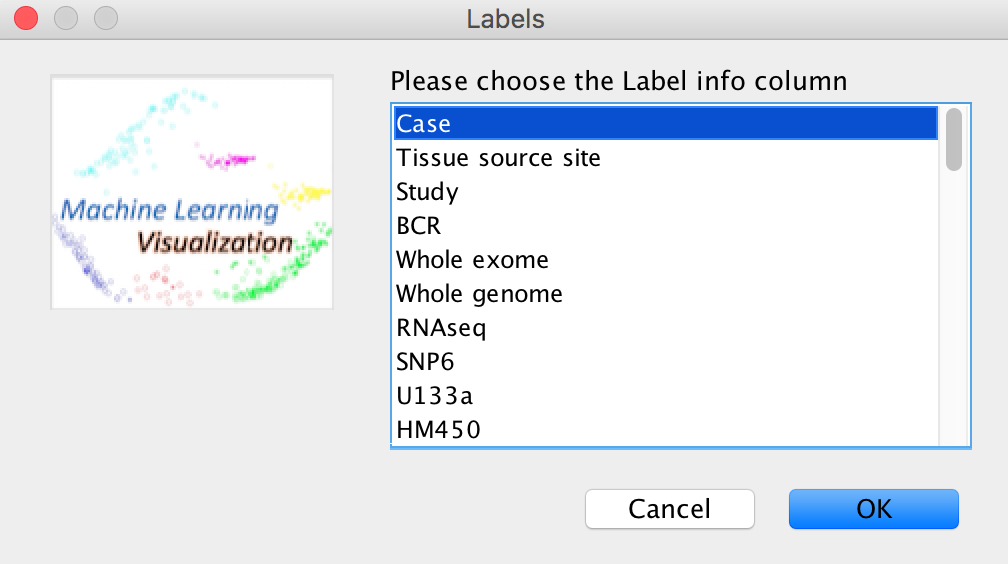 Labels
Machine Learning
Visualization
Please choose the Label info column
Case
Tissue source site
Study
BCR
Whole exome
Whole genome
RNAseq
SNP6
U133a
HM450
Cancel
OK